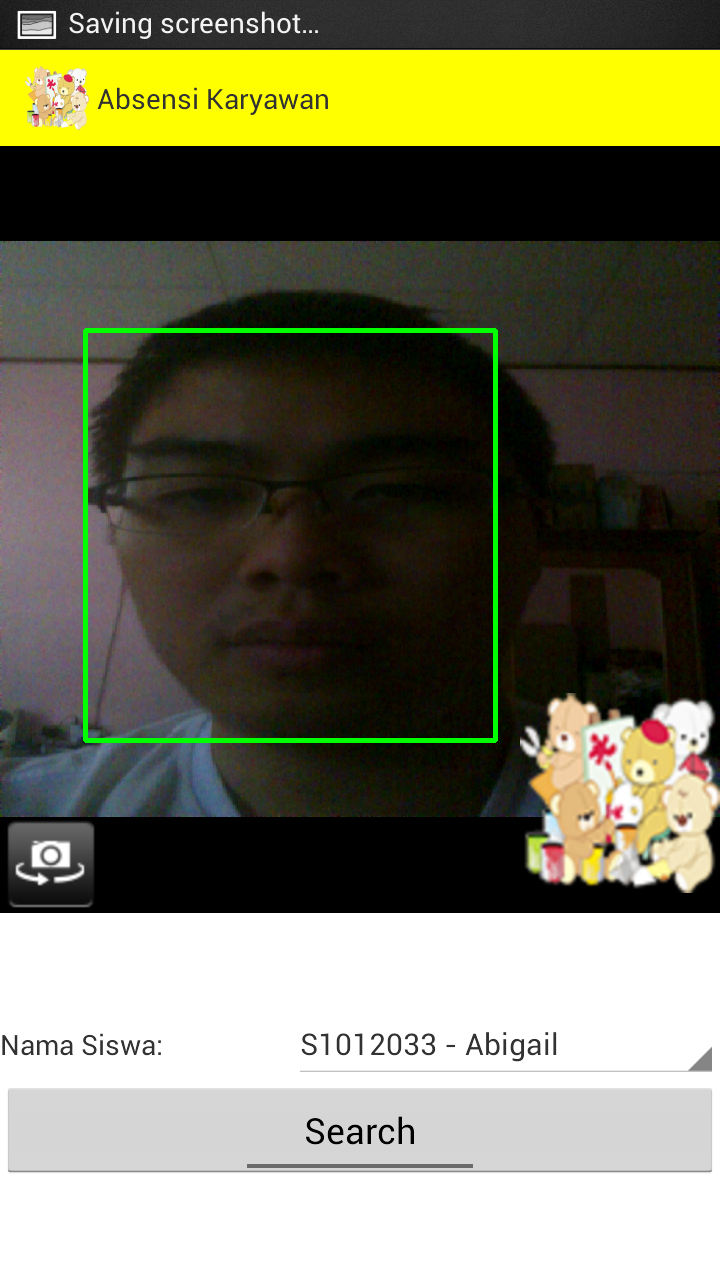 Saving screenshot...
Absensi Karyawan
Nama Siswa:
S1012033 - Abigail
Search